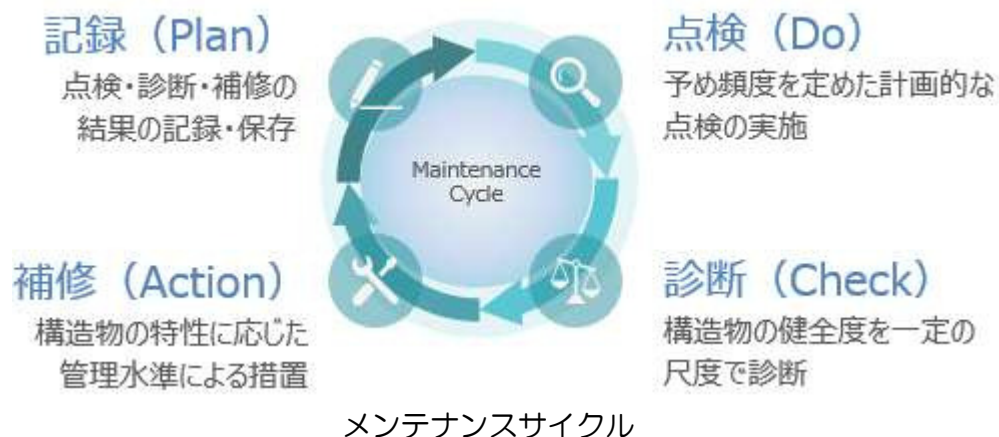 記録（Plan）
点検・診断・補修の
結果の記録・保存
点検（Do）
予め頻度を定めた計画的な
点検の実施
Maintenance
Cycle
補修（Action）
構造物の特性に応じた
管理水準による措置
診断（Check）
構造物の健全度を一定の
尺度で診断
メンテナンスサイクル